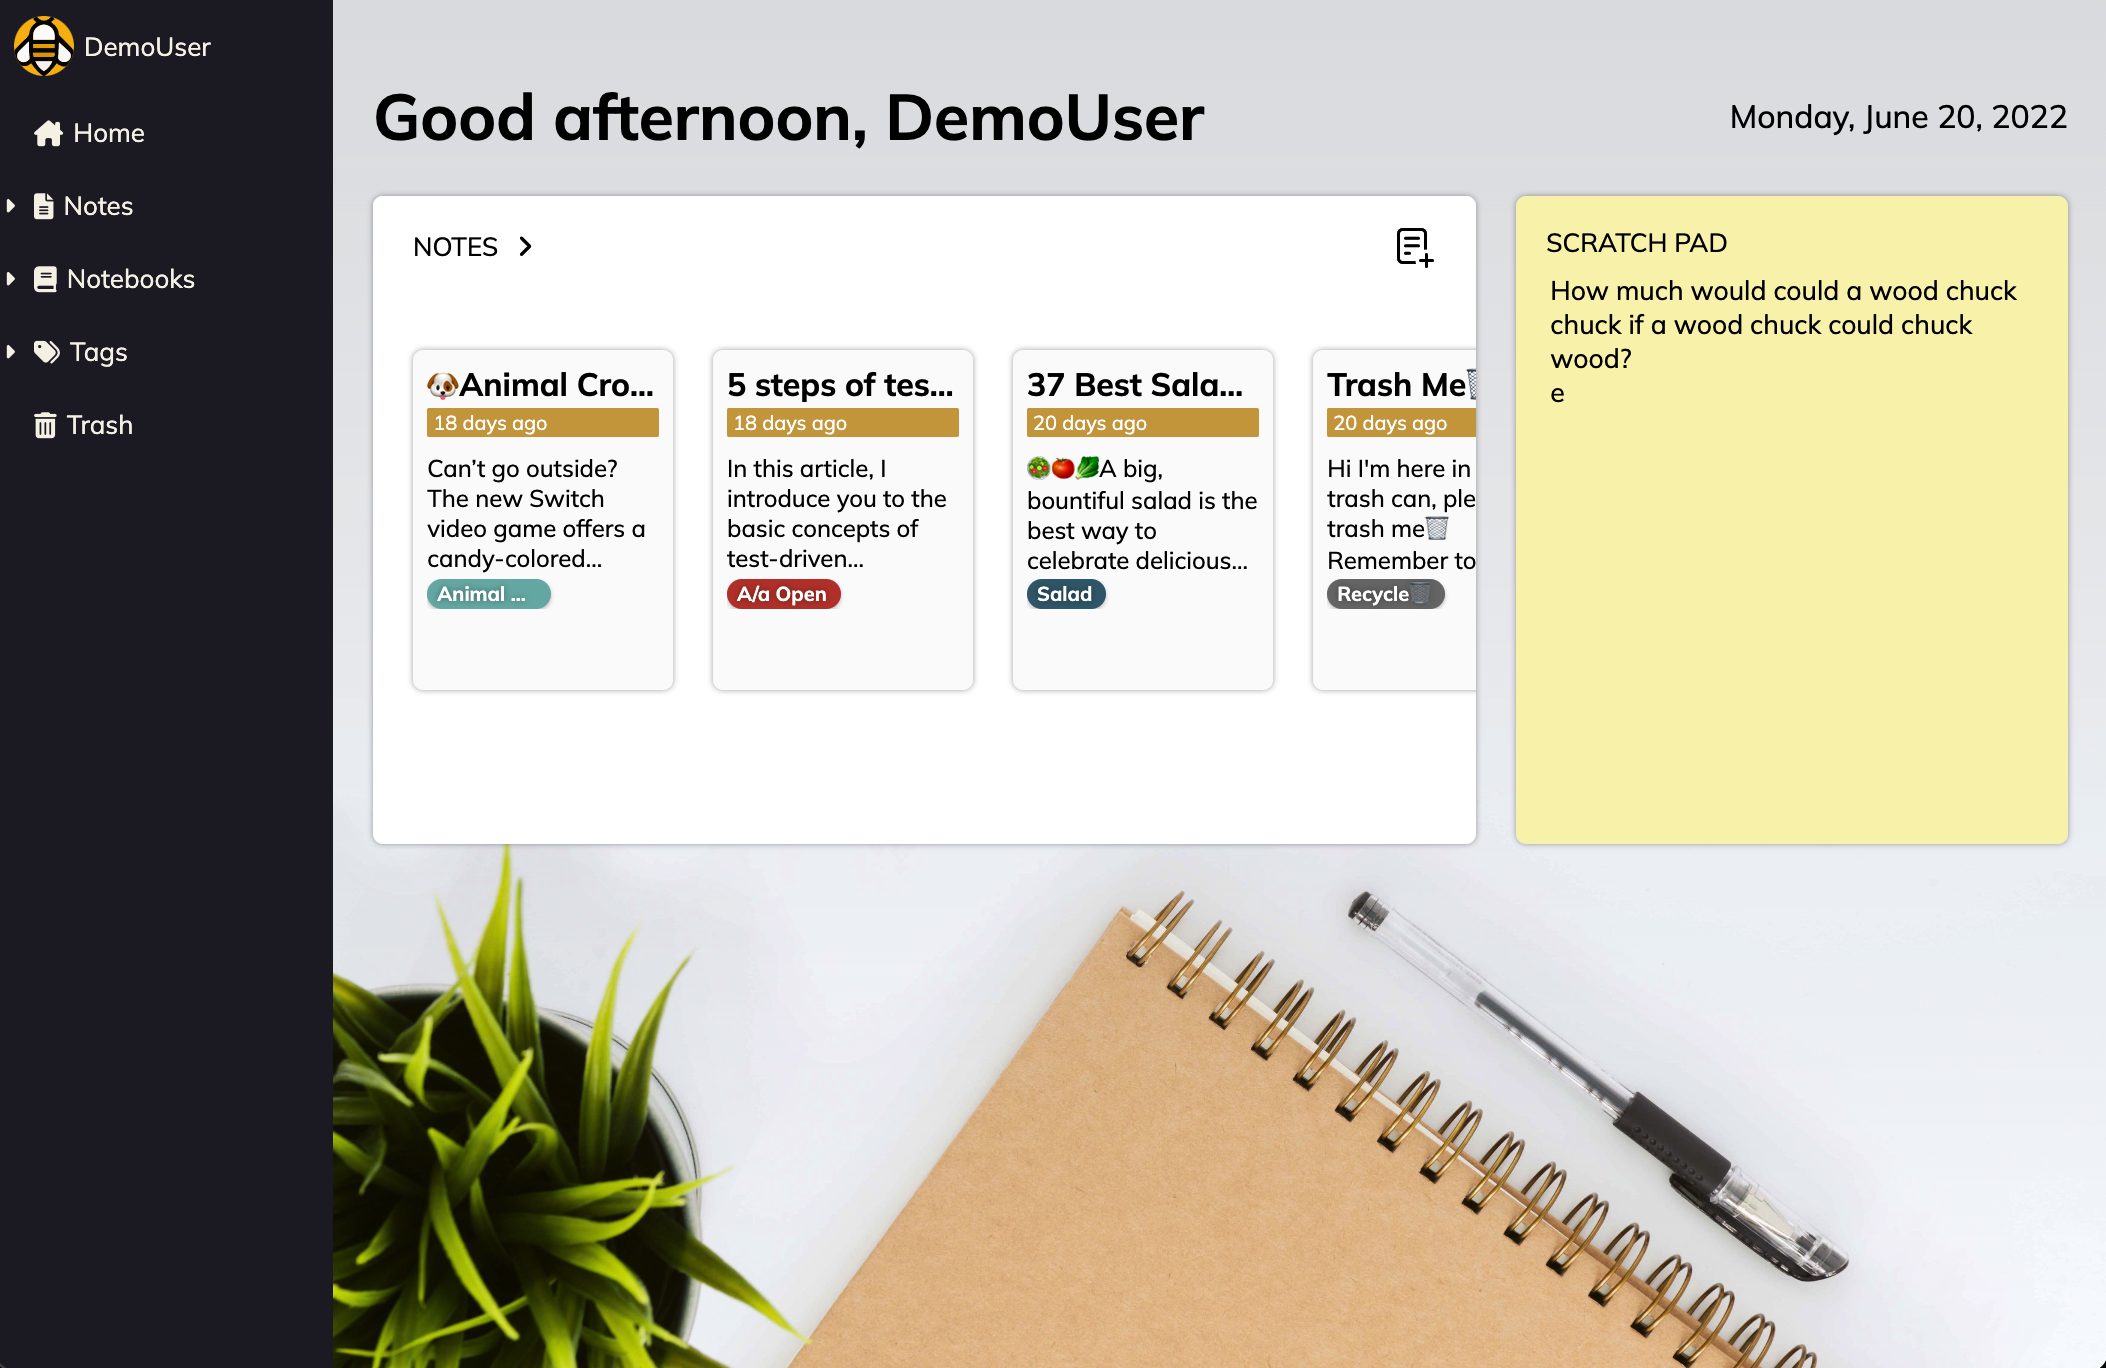 DemoUser
Home
Notes
Notebooks
Tags
Trash
Good afternoon, DemoUser
Monday, June 20, 2022
NOTES
🐶Animal Cro...
18 days ago
Can’t go outside?
The new Switch
video game offers a
candy-colored...
Animal ...
5 steps of tes...
18 days ago
In this article, I
introduce you to the
basic concepts of
test-driven...
A/a Open
37 Best Sala...
20 days ago
🥗🍅🥬A big,
bountiful salad is the
best way to
celebrate delicious...
Salad
Trash Me🗑️
20 days ago
Hi I'm here in
trash can, ple
trash me🗑️
Remember to
Recycle🗑️
SCRATCH PAD
How much would could a wood chuck
chuck if a wood chuck could chuck
wood?
e